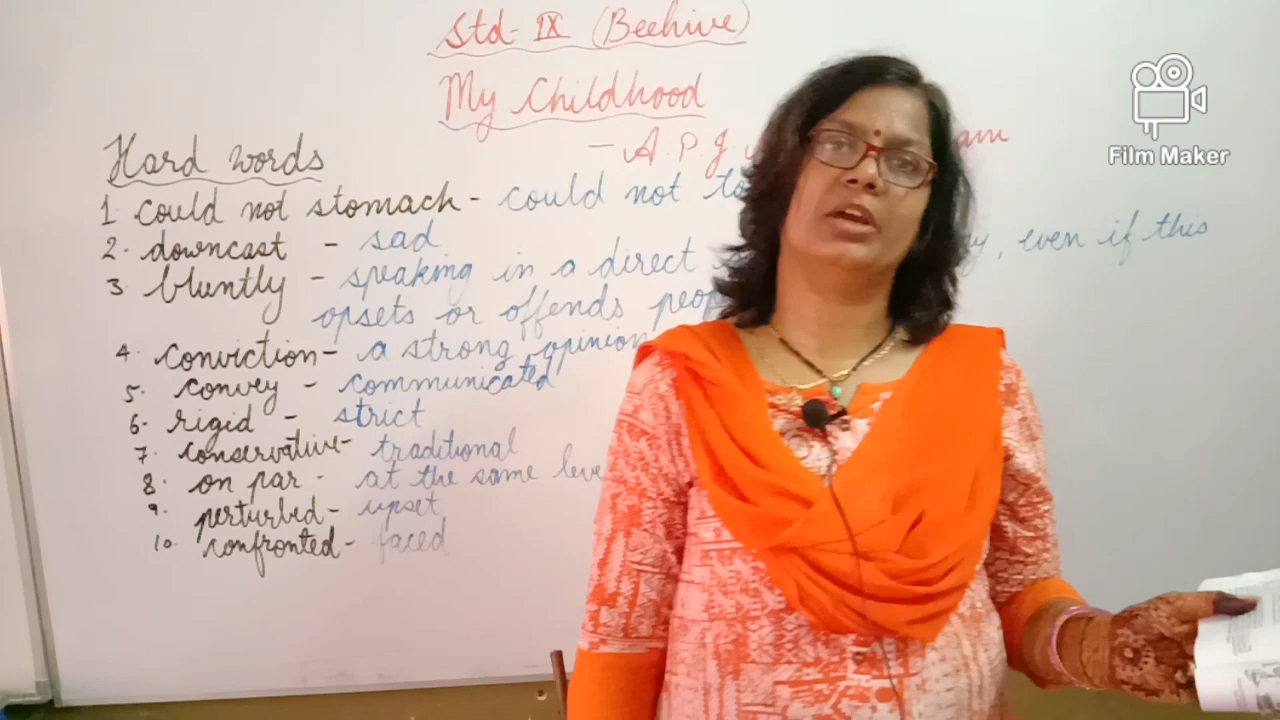 Std- IX (Beehive)
My Childhood
- A. P. J.
Hard words
1. could not stomach - could not
2. downcast - sad
3. bluntly - speaking in a direct , even if this
upsets or offends
4. conviction - a strong opinion
5. convey - communicated
6. rigid - strict
7. conservative - traditional
8. on par - at the same
9. perturbed - upset
10. confronted - faced
Film Maker